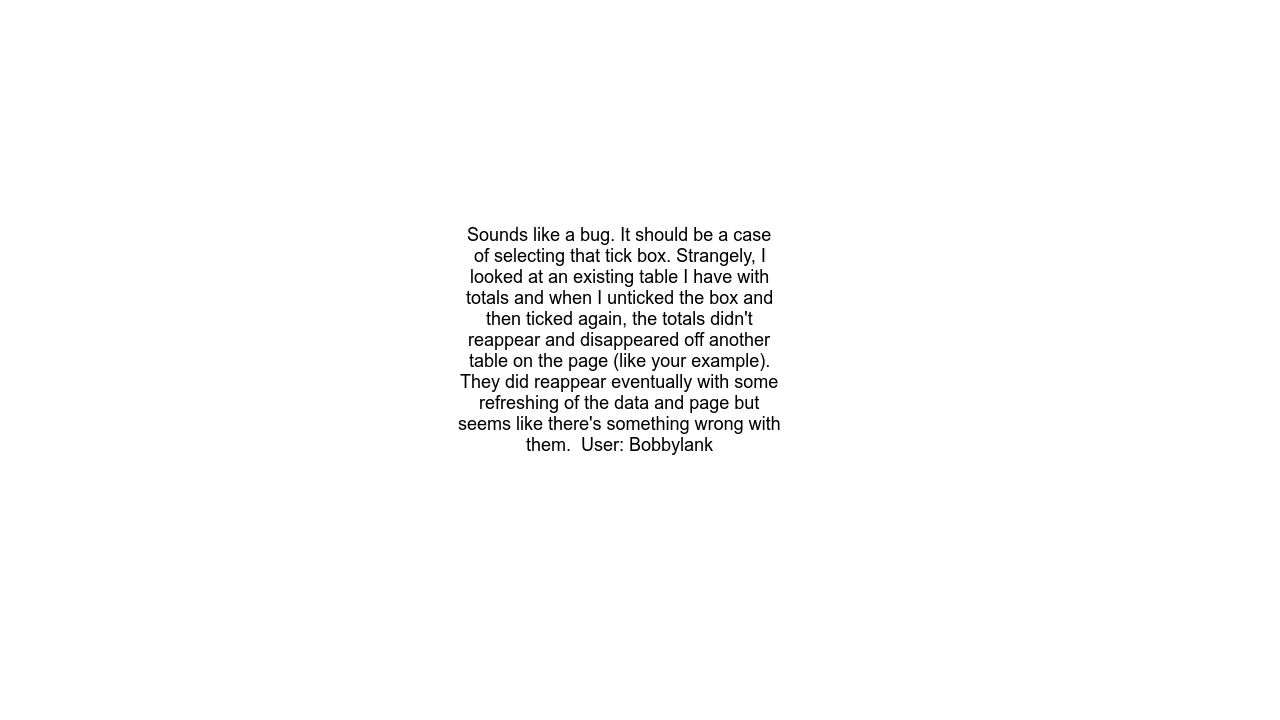 Sounds like a bug. It should be a case
of selecting that tick box. Strangely, I
looked at an existing table I have with
totals and when I unticked the box and
then ticked again, the totals didn't
reappear and disappeared off another
table on the page (like your example).
They did reappear eventually with some
refreshing of the data and page but
seems like there's something wrong with
them.  User: Bobbylank